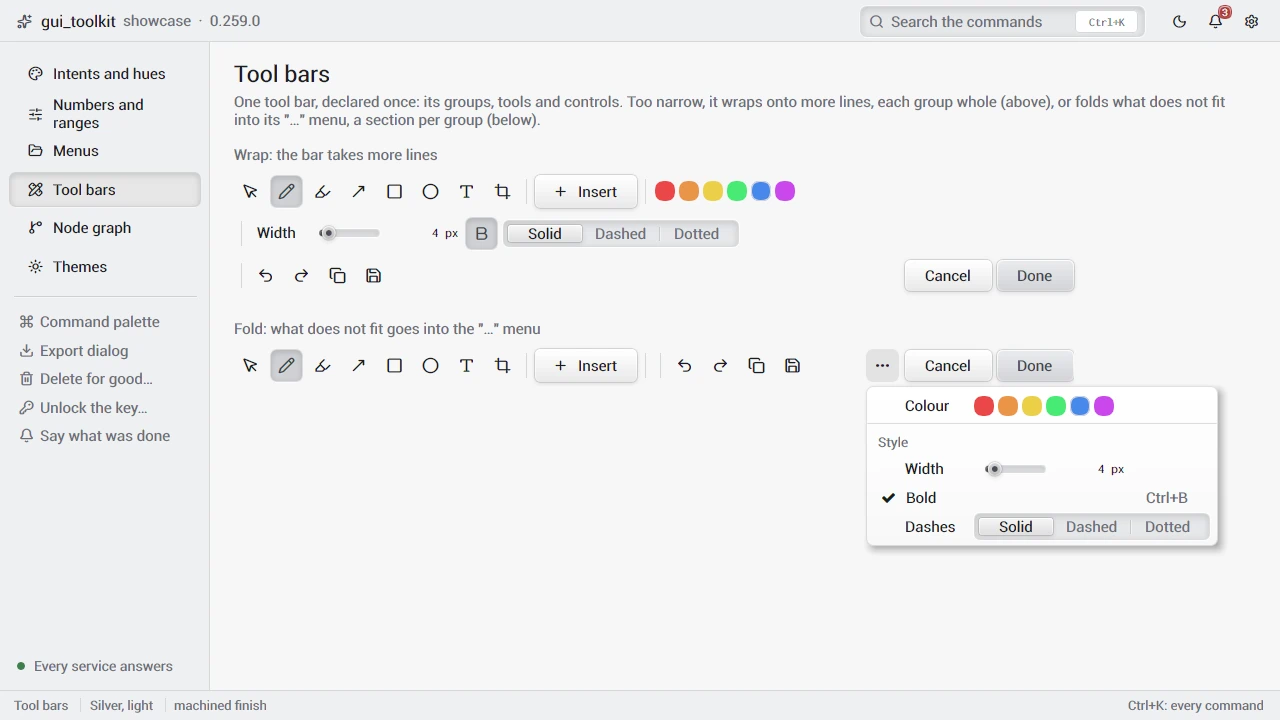 gui_toolkit showcase · 0.259.0
Search the commands Ctrl+K
3
Intents and hues
Numbers and
ranges
Menus
Tool bars
Node graph
Themes
Command palette
Export dialog
Delete for good...
Unlock the key...
Say what was done
Every service answers
Tool bars
One tool bar, declared once: its groups, tools and controls. Too narrow, it wraps onto more lines, each group whole (above), or folds what does not fit
into its "..." menu, a section per group (below).
Wrap: the bar takes more lines
T Insert
Width 4 px B Solid Dashed Dotted
Cancel Done
Fold: what does not fit goes into the "..." menu
T Insert ... Cancel Done
Colour
Style
Width 4 px
Bold Ctrl+B
Dashes Solid Dashed Dotted
Tool bars Silver, light machined finish Ctrl+K: every command